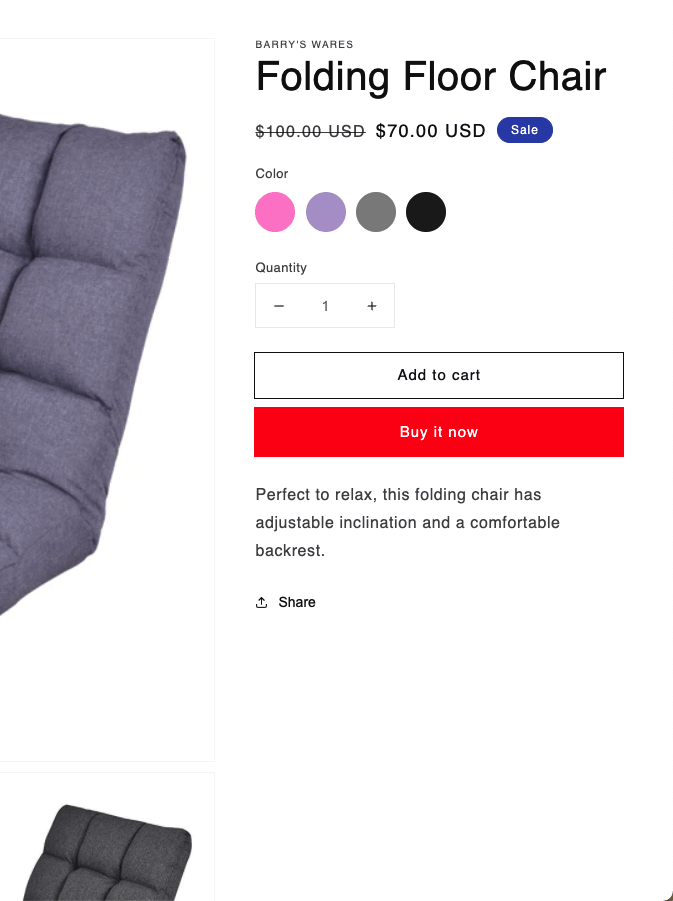 BARRY'S WARES
Folding Floor Chair
$100.00 USD $70.00 USD Sale
Color
Quantity
− 1 +
Add to cart
Buy it now
Perfect to relax, this folding chair has
adjustable inclination and a comfortable
backrest.
Share